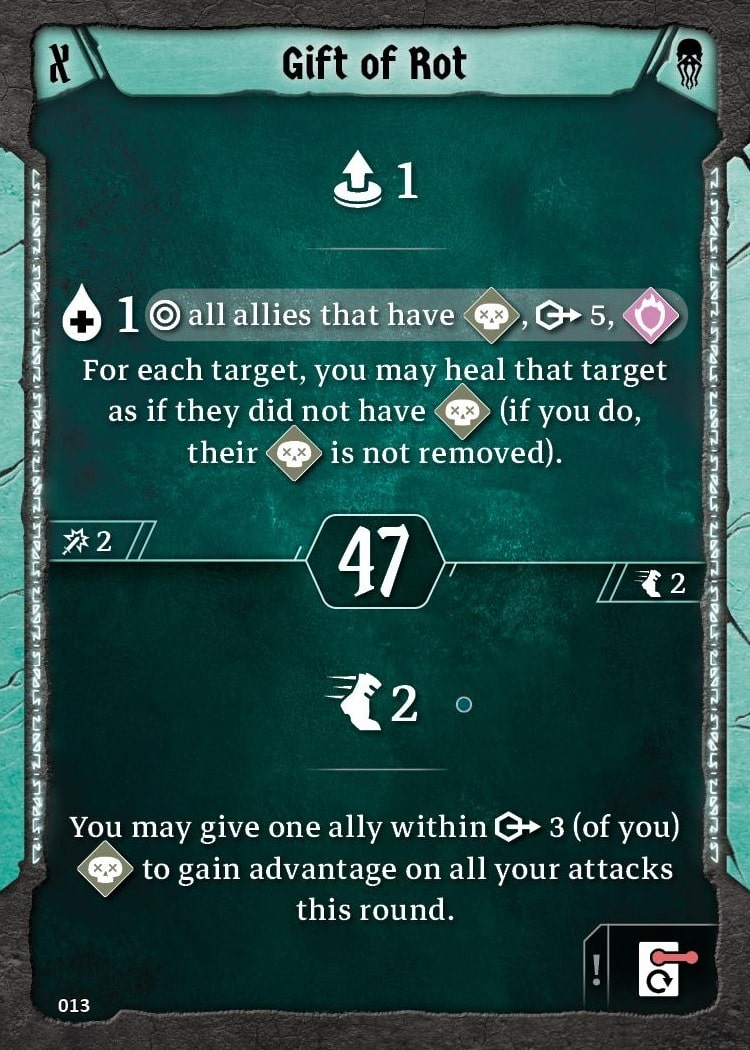 א
Gift of Rot
1
1 all allies that have , 5,
For each target, you may heal that target
as if they did not have (if you do,
their is not removed).
2
47
2
2
You may give one ally within 3 (of you)
to gain advantage on all your attacks
this round.
!
013